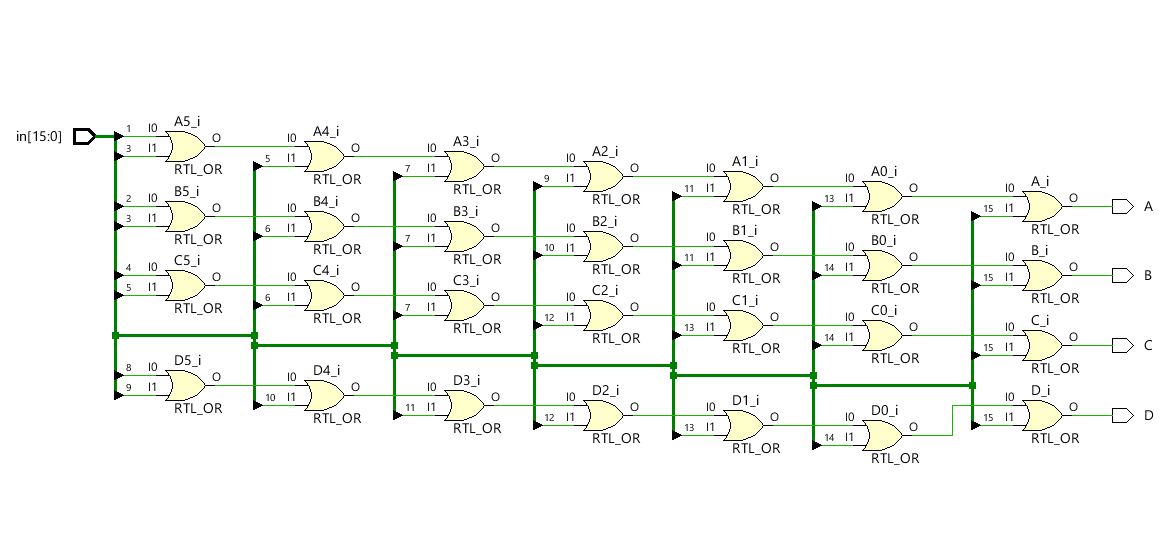 in[15:0]
1 I0 A5_i O
3 I1 RTL_OR
I0 A4_i O
5 I1 RTL_OR
I0 A3_i O
7 I1 RTL_OR
I0 A2_i O
9 I1 RTL_OR
I0 A1_i O
11 I1 RTL_OR
I0 A0_i O
13 I1 RTL_OR
I0 A_i O A
15 I1 RTL_OR
2 I0 B5_i O
3 I1 RTL_OR
I0 B4_i O
6 I1 RTL_OR
I0 B3_i O
7 I1 RTL_OR
I0 B2_i O
10 I1 RTL_OR
I0 B1_i O
11 I1 RTL_OR
I0 B0_i O
14 I1 RTL_OR
I0 B_i O B
15 I1 RTL_OR
4 I0 C5_i O
5 I1 RTL_OR
I0 C4_i O
6 I1 RTL_OR
I0 C3_i O
7 I1 RTL_OR
I0 C2_i O
12 I1 RTL_OR
I0 C1_i O
13 I1 RTL_OR
I0 C0_i O
14 I1 RTL_OR
I0 C_i O C
15 I1 RTL_OR
8 I0 D5_i O
9 I1 RTL_OR
I0 D4_i O
10 I1 RTL_OR
I0 D3_i O
11 I1 RTL_OR
I0 D2_i O
12 I1 RTL_OR
I0 D1_i O
13 I1 RTL_OR
I0 D0_i O
14 I1 RTL_OR
I0 D_i O D
15 I1 RTL_OR